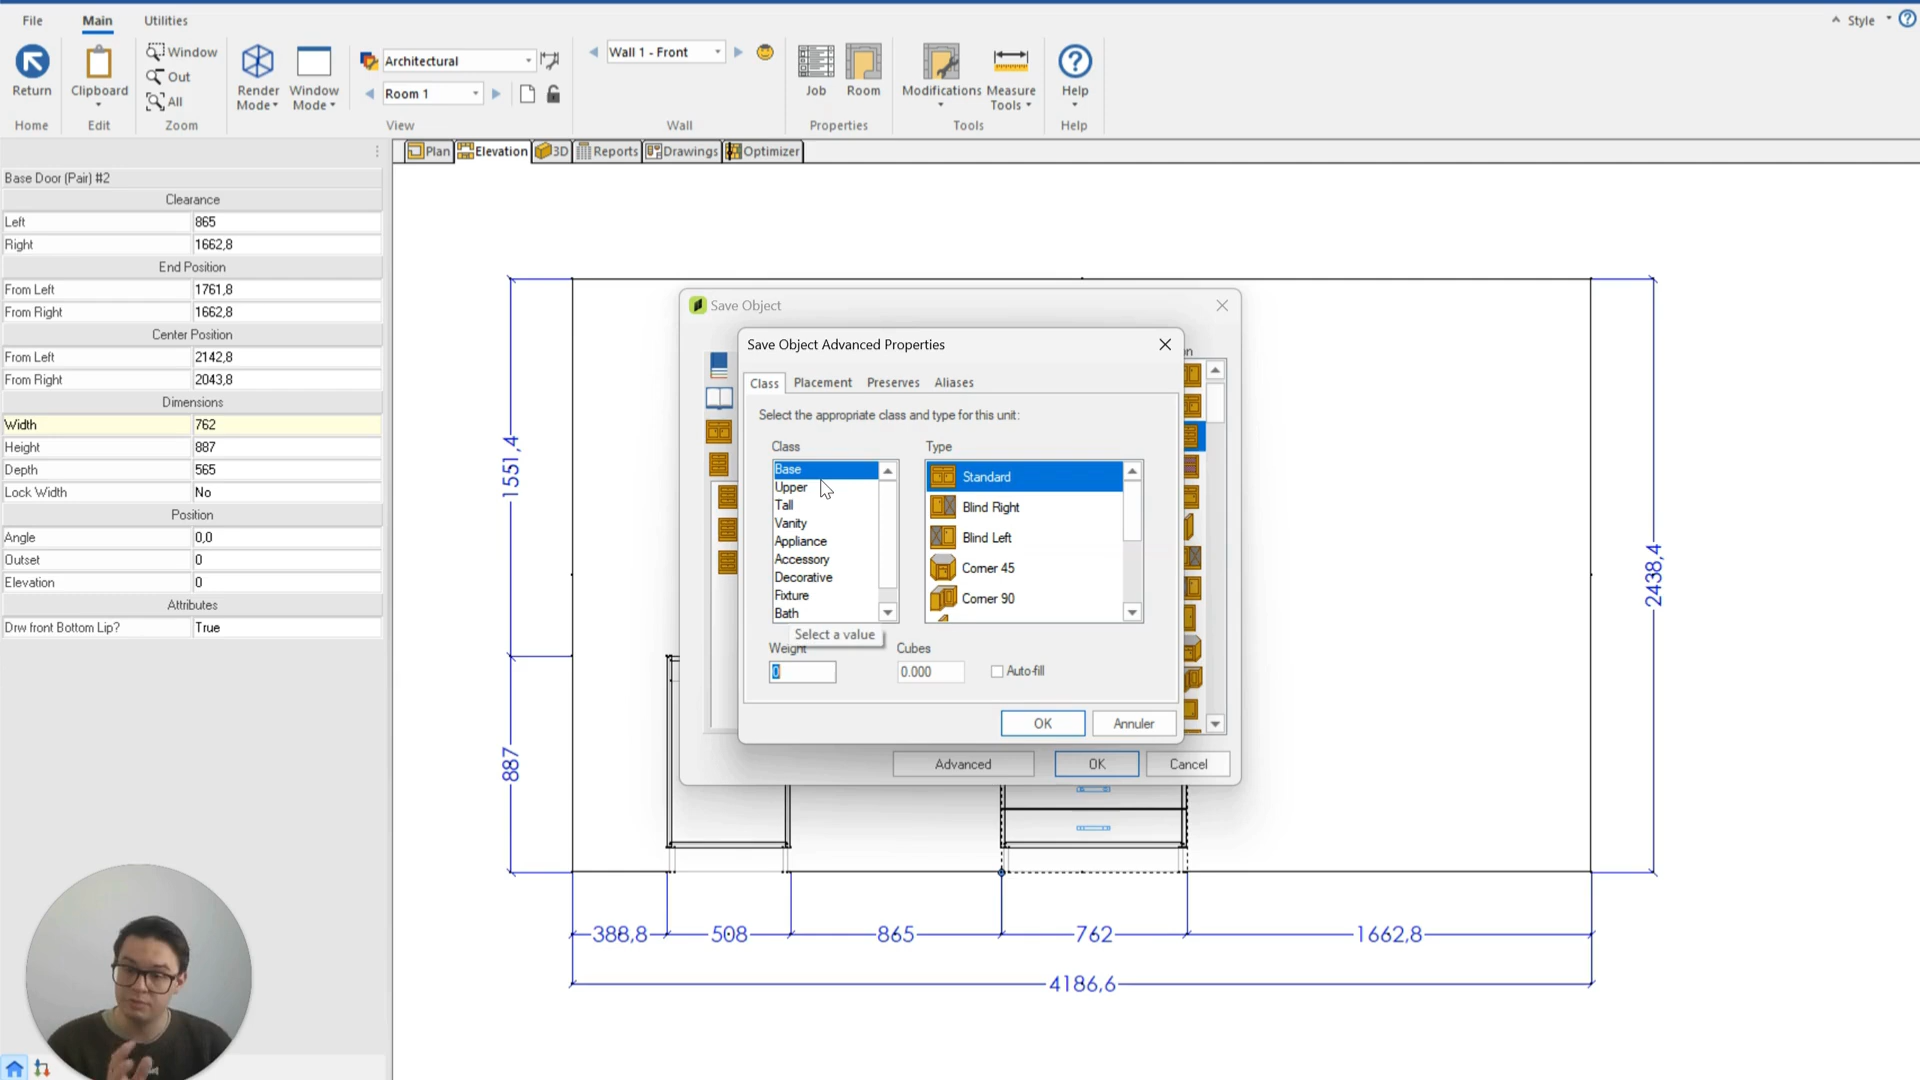 File
Main
Utilities
Style
Return
Clipboard
Window
Out
All
Render
Mode
Window
Mode
Architectural
Room 1
Wall 1 - Front
Job
Room
Modifications
Measure
Tools
Help
Home
Edit
Zoom
View
Wall
Properties
Tools
Help
Plan
Elevation
3D
Reports
Drawings
Optimizer
Base Door (Pair) #2
Clearance
Left 865
Right 1662,8
End Position
From Left 1761,8
From Right 1662,8
Center Position
From Left 2142,8
From Right 2043,8
Dimensions
Width 762
Height 887
Depth 565
Lock Width No
Position
Angle 0,0
Outset 0
Elevation 0
Attributes
Drw front Bottom Lip? True
Save Object
Save Object Advanced Properties
Class
Placement
Preserves
Aliases
Select the appropriate class and type for this unit:
Class
Type
Base
Upper
Tall
Vanity
Appliance
Accessory
Decorative
Fixture
Bath
Standard
Blind Right
Blind Left
Corner 45
Corner 90
Select a value
Weight
Cubes
0
0.000
Auto-fill
OK
Annuler
Advanced
OK
Cancel
1551,4
887
2438,4
388,8
508
865
762
1662,8
4186,6